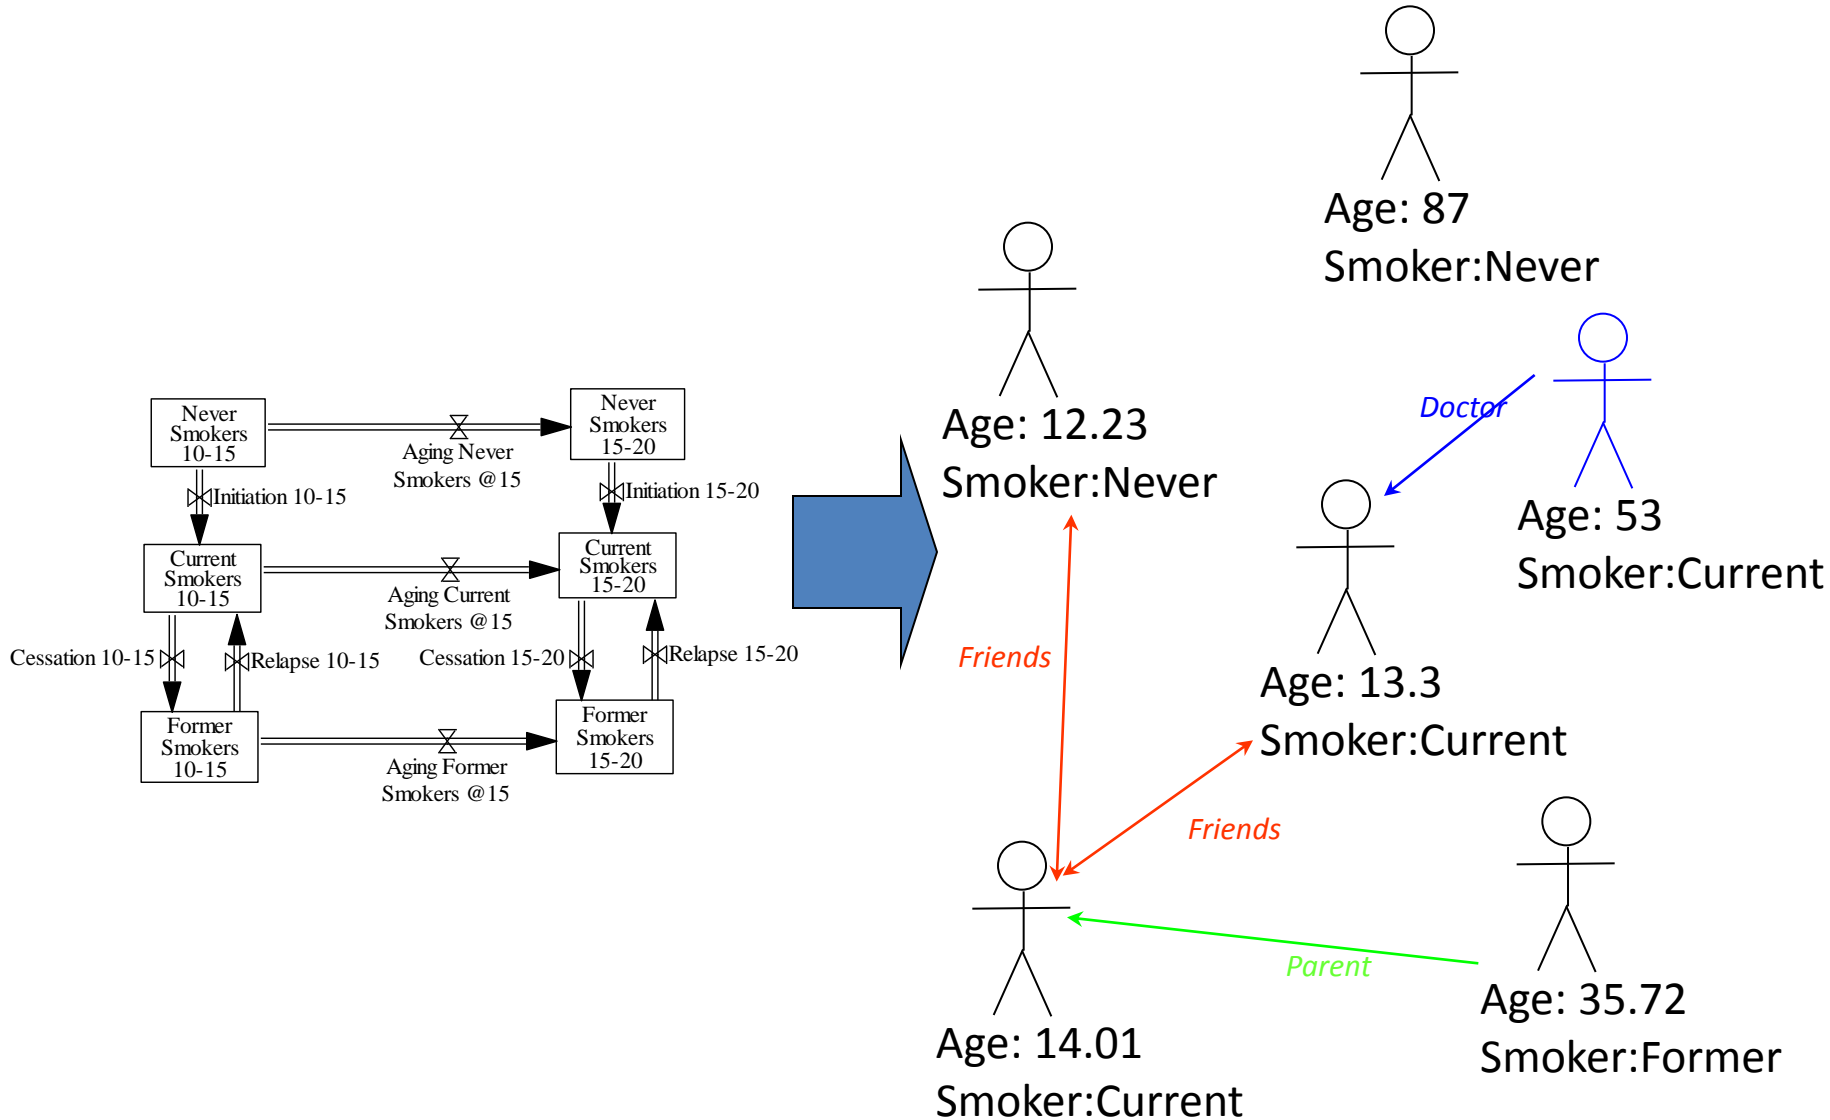 Never
Smokers
10-15
Aging Never
Smokers @15
Never
Smokers
15-20
Initiation 10-15
Initiation 15-20
Current
Smokers
10-15
Aging Current
Smokers @15
Current
Smokers
15-20
Cessation 10-15
Relapse 10-15
Cessation 15-20
Relapse 15-20
Former
Smokers
10-15
Aging Former
Smokers @15
Former
Smokers
15-20
Age: 87
Smoker:Never
Age: 12.23
Smoker:Never
Doctor
Age: 53
Smoker:Current
Friends
Age: 13.3
Smoker:Current
Friends
Parent
Age: 35.72
Smoker:Former
Age: 14.01
Smoker:Current